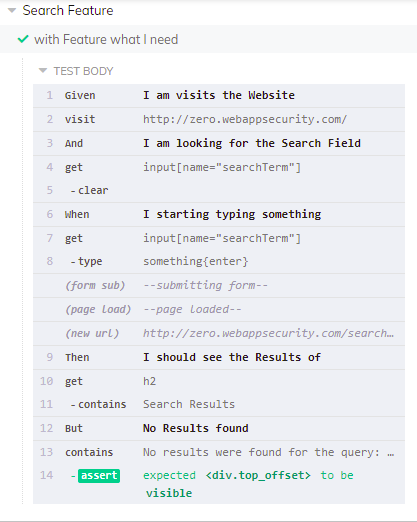 Search Feature
with Feature what I need
TEST BODY
1 Given I am visits the Website
2 visit http://zero.webappsecurity.com/
3 And I am looking for the Search Field
4 get input[name="searchTerm"]
5 -clear
6 When I starting typing something
7 get input[name="searchTerm"]
8 -type something{enter}
(form sub) --submitting form--
(page load) --page loaded--
(new url) http://zero.webappsecurity.com/search…
9 Then I should see the Results of
10 get h2
11 -contains Search Results
12 But No Results found
13 contains No results were found for the query: …
14 -assert expected <div.top_offset> to be
visible